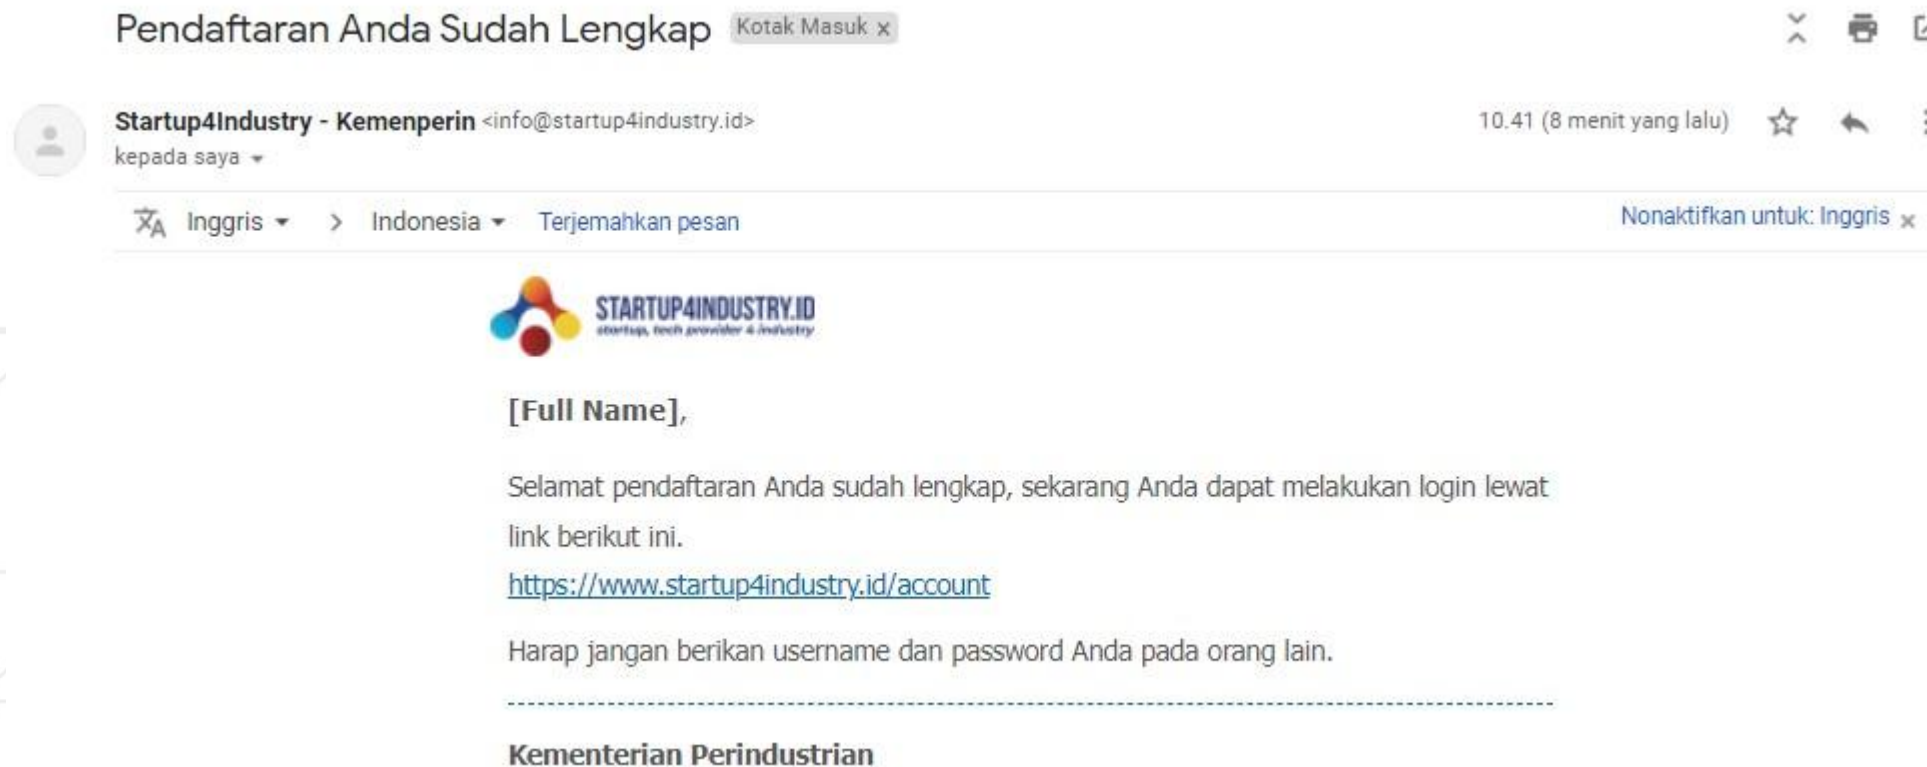 Pendaftaran Anda Sudah Lengkap Kotak Masuk x
Startup4Industry - Kemenperin <info@startup4industry.id> 10.41 (8 menit yang lalu)
kepada saya
Inggris > Indonesia Terjemahkan pesan Nonaktifkan untuk: Inggris x
STARTUP4INDUSTRY.ID
startup, tech provider & industry
[Full Name],
Selamat pendaftaran Anda sudah lengkap, sekarang Anda dapat melakukan login lewat
link berikut ini.
https://www.startup4industry.id/account
Harap jangan berikan username dan password Anda pada orang lain.
Kementerian Perindustrian